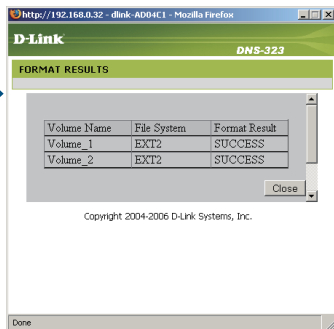 http://192.168.0.32 - dlink-AD04C1 - Mozilla Firefox
D-Link
DNS-323
FORMAT RESULTS
Volume Name File System Format Result
Volume_1 EXT2 SUCCESS
Volume_2 EXT2 SUCCESS
Close
Copyright 2004-2006 D-Link Systems, Inc.
Done